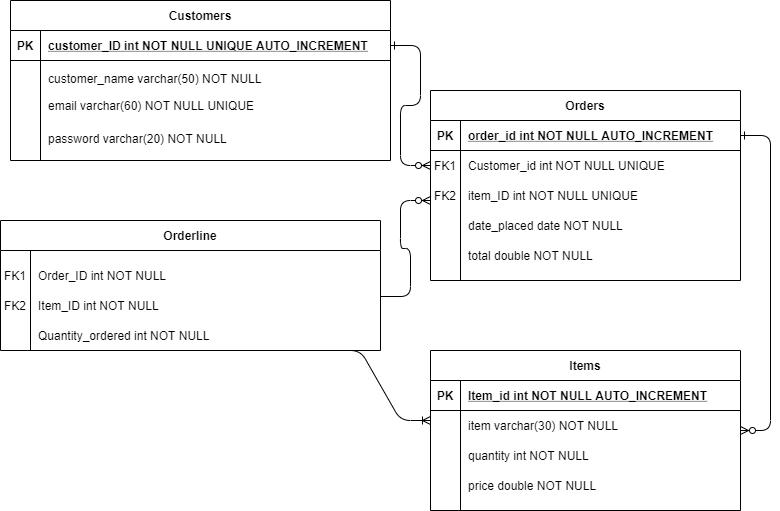 Customers
PK customer_ID int NOT NULL UNIQUE AUTO_INCREMENT
customer_name varchar(50) NOT NULL
email varchar(60) NOT NULL UNIQUE
password varchar(20) NOT NULL
Orders
PK order_id int NOT NULL AUTO_INCREMENT
FK1 Customer_id int NOT NULL UNIQUE
FK2 item_ID int NOT NULL UNIQUE
date_placed date NOT NULL
total double NOT NULL
Orderline
FK1 Order_ID int NOT NULL
FK2 Item_ID int NOT NULL
Quantity_ordered int NOT NULL
Items
PK Item_id int NOT NULL AUTO_INCREMENT
item varchar(30) NOT NULL
quantity int NOT NULL
price double NOT NULL